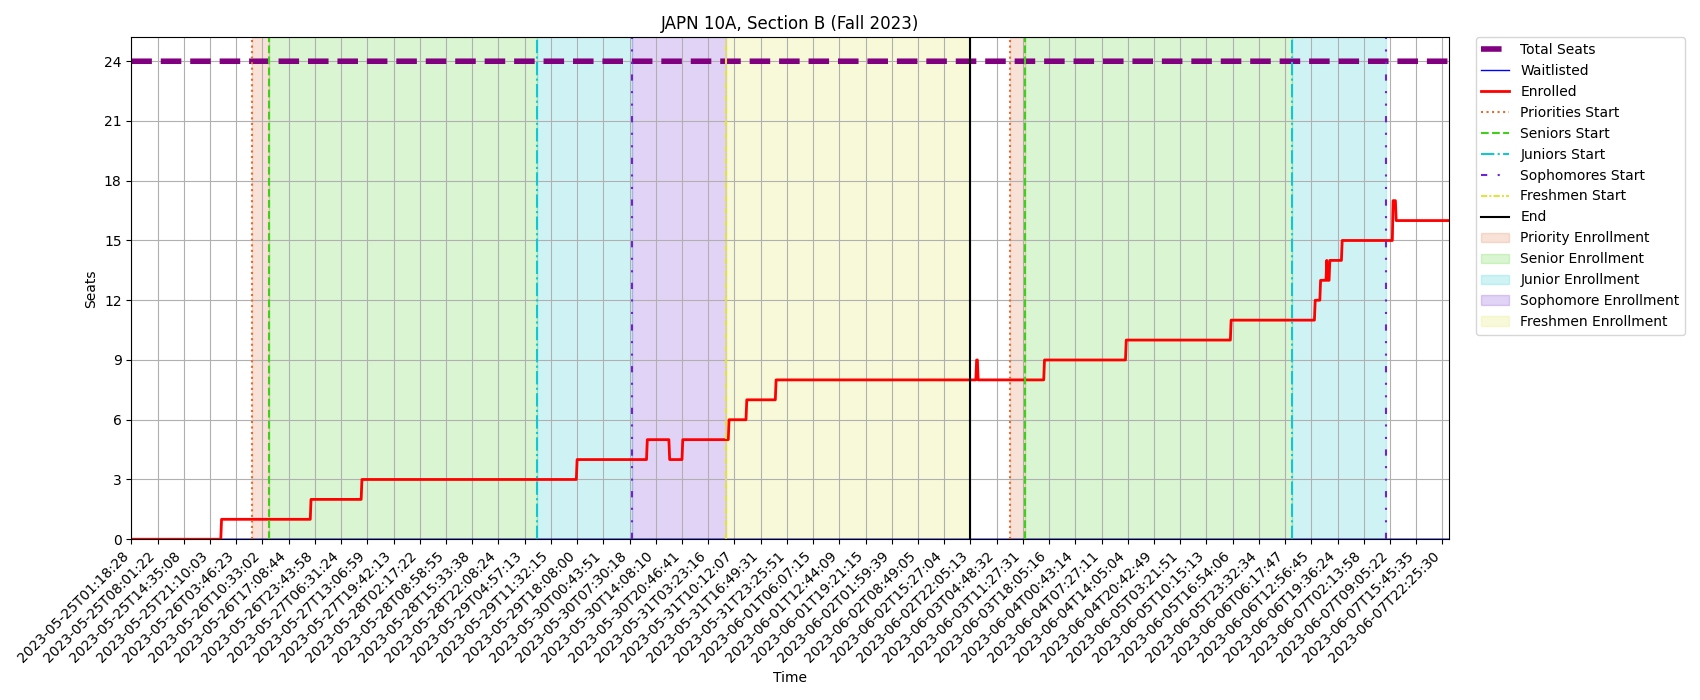 JAPN 10A, Section B (Fall 2023)
Seats
24
21
18
15
12
9
6
3
0
2023-05-25T01:18:28
2023-05-25T08:01:22
2023-05-25T14:35:08
2023-05-25T21:10:03
2023-05-26T03:46:23
2023-05-26T10:33:02
2023-05-26T17:08:44
2023-05-26T23:43:58
2023-05-27T06:31:24
2023-05-27T13:06:59
2023-05-27T19:42:13
2023-05-28T02:17:22
2023-05-28T08:58:55
2023-05-28T15:33:38
2023-05-28T22:08:24
2023-05-29T04:57:13
2023-05-29T11:32:15
2023-05-29T18:08:00
2023-05-30T00:43:51
2023-05-30T07:30:18
2023-05-30T14:08:10
2023-05-30T20:46:41
2023-05-31T03:23:16
2023-05-31T10:12:07
2023-05-31T16:49:31
2023-05-31T23:25:51
2023-06-01T06:07:15
2023-06-01T12:44:09
2023-06-01T19:21:15
2023-06-02T01:59:39
2023-06-02T08:49:05
2023-06-02T15:27:04
2023-06-02T22:05:13
2023-06-03T04:48:32
2023-06-03T11:27:31
2023-06-03T18:05:16
2023-06-04T00:43:14
2023-06-04T07:27:11
2023-06-04T14:05:04
2023-06-04T20:42:49
2023-06-05T03:21:51
2023-06-05T10:15:13
2023-06-05T16:54:06
2023-06-05T23:32:34
2023-06-06T06:17:47
2023-06-06T12:56:45
2023-06-06T19:36:24
2023-06-07T02:13:58
2023-06-07T09:05:22
2023-06-07T15:45:35
2023-06-07T22:25:30
Time
Total Seats
Waitlisted
Enrolled
Priorities Start
Seniors Start
Juniors Start
Sophomores Start
Freshmen Start
End
Priority Enrollment
Senior Enrollment
Junior Enrollment
Sophomore Enrollment
Freshmen Enrollment